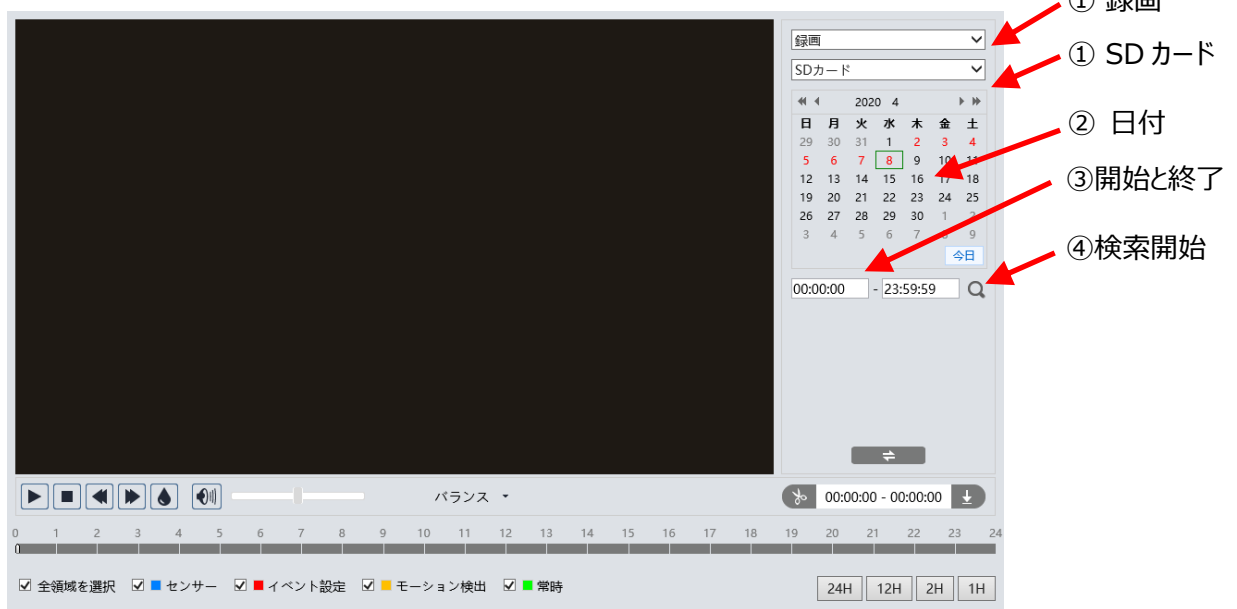 ① 録画
録画
① SD カード
SDカード
2020 4
日 月 火 水 木 金 土
29 30 31 1 2 3 4
5 6 7 8 9 10 11
12 13 14 15 16 17 18
19 20 21 22 23 24 25
26 27 28 29 30 1 2
3 4 5 6 7 8 9
② 日付
③開始と終了
今日
④検索開始
00:00:00 - 23:59:59
バランス
00:00:00 - 00:00:00
0 1 2 3 4 5 6 7 8 9 10 11 12 13 14 15 16 17 18 19 20 21 22 23 24
全領域を選択 センサー イベント設定 モーション検出 常時
24H 12H 2H 1H